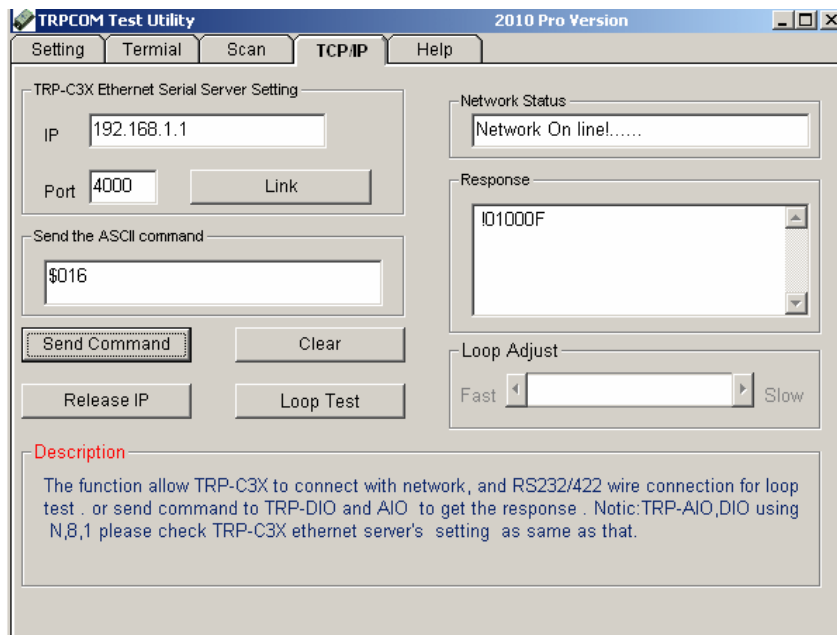 TRPCOM Test Utility 2010 Pro Version
Setting Termial Scan TCP/IP Help
TRP-C3X Ethernet Serial Server Setting
IP 192.168.1.1
Port 4000 Link
Send the ASCII command
$016
Send Command Clear
Release IP Loop Test
Network Status
Network On line!......
Response
!01000F
Loop Adjust
Fast Slow
Description
The function allow TRP-C3X to connect with network, and RS232/422 wire connection for loop
test . or send command to TRP-DIO and AIO to get the response . Notic:TRP-AIO,DIO using
N,8,1 please check TRP-C3X ethernet server's setting as same as that.